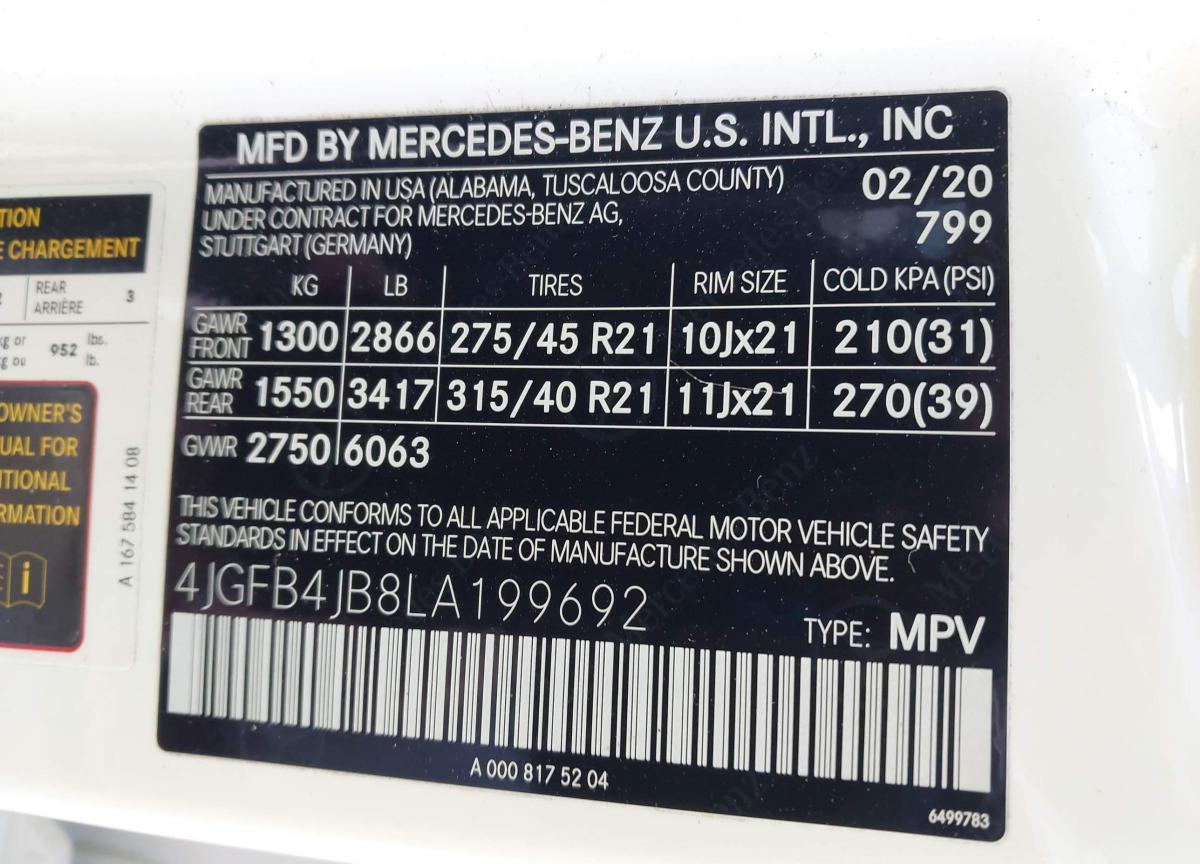 TION
E CHARGEMENT
REAR
ARRIÈRE
3
kg or
kg ou
952
lbs.
lb.
OWNER'S
UAL FOR
ITIONAL
RMATION
i
A 167 584 14 08
MFD BY MERCEDES-BENZ U.S. INTL., INC
MANUFACTURED IN USA (ALABAMA, TUSCALOOSA COUNTY) 02/20
UNDER CONTRACT FOR MERCEDES-BENZ AG, 799
STUTTGART (GERMANY)
KG LB TIRES RIM SIZE COLD KPA (PSI)
GAWR FRONT 1300 2866 275/45 R21 10Jx21 210(31)
GAWR REAR 1550 3417 315/40 R21 11Jx21 270(39)
GVWR 2750 6063
THIS VEHICLE CONFORMS TO ALL APPLICABLE FEDERAL MOTOR VEHICLE SAFETY
STANDARDS IN EFFECT ON THE DATE OF MANUFACTURE SHOWN ABOVE.
4JGFB4JB8LA199692
TYPE: MPV
A 000 817 52 04
6499783